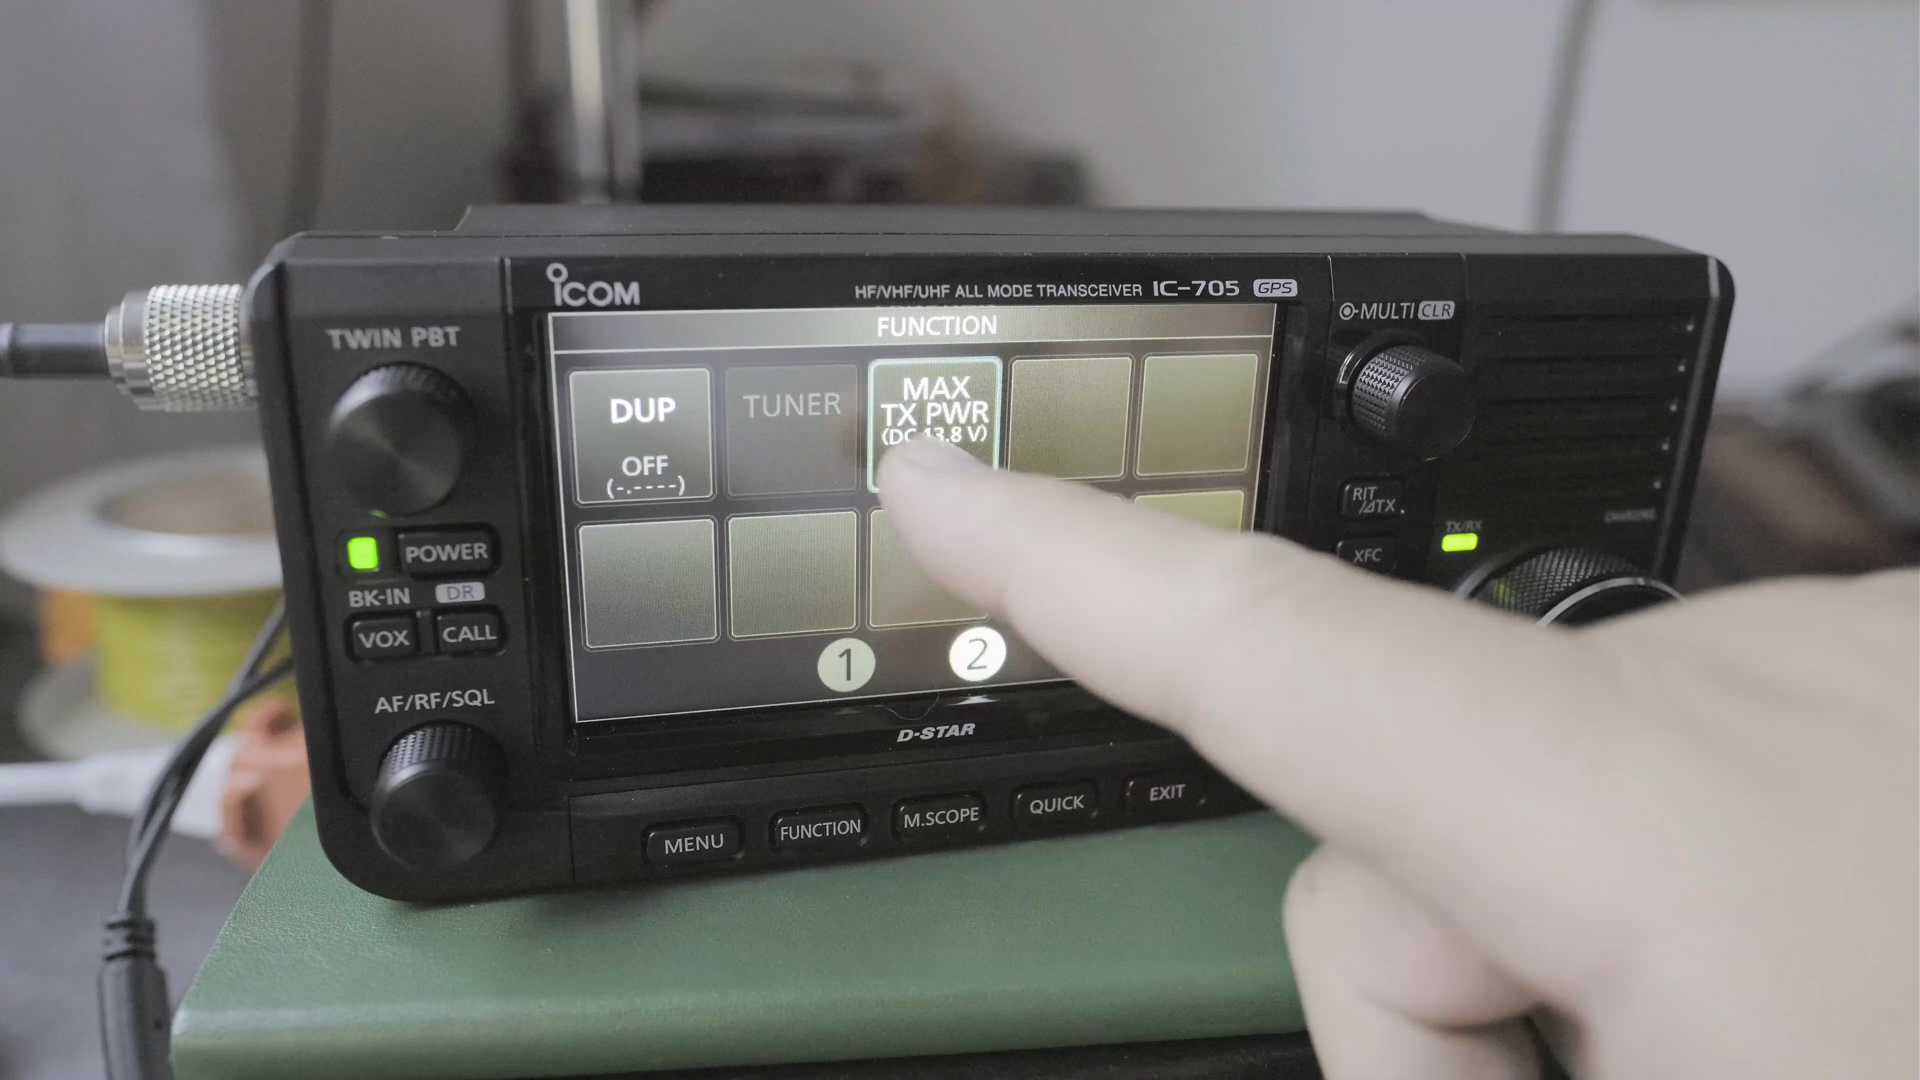 ICOM
HF/VHF/UHF ALL MODE TRANSCEIVER IC-705 GPS
TWIN PBT
FUNCTION
MULTI CLR
DUP
OFF
(-.----)
TUNER
MAX
TX PWR
(DC 13.8 V)
RIT
/⊿TX
TX/RX
CHARGING
XFC
POWER
BK-IN
DR
VOX
CALL
1
2
AF/RF/SQL
D-STAR
MENU
FUNCTION
M.SCOPE
QUICK
EXIT